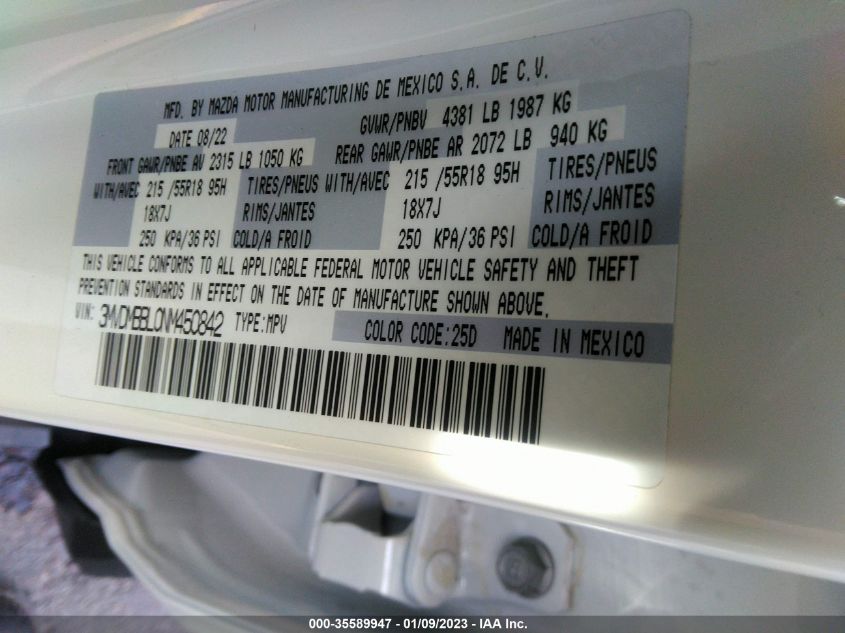 MFD. BY MAZDA MOTOR MANUFACTURING DE MEXICO S.A. DE C.V.
DATE 08/22 GVWR/PNBV 4381 LB 1987 KG
FRONT GAWR/PNBE AV 2315 LB 1050 KG REAR GAWR/PNBE AR 2072 LB 940 KG
WITH/AVEC 215 /55R18 95H TIRES/PNEUS WITH/AVEC 215 /55R18 95H TIRES/PNEUS
18X7J RIMS/JANTES 18X7J RIMS/JANTES
250 KPA/36 PSI COLD/A FROID 250 KPA/36 PSI COLD/A FROID
THIS VEHICLE CONFORMS TO ALL APPLICABLE FEDERAL MOTOR VEHICLE SAFETY AND THEFT
PREVENTION STANDARDS IN EFFECT ON THE DATE OF MANUFACTURE SHOWN ABOVE.
VIN: 3MVDMBBL0NM450842 TYPE:MPV COLOR CODE:25D MADE IN MEXICO
000-35589947 - 01/09/2023 - IAA Inc.